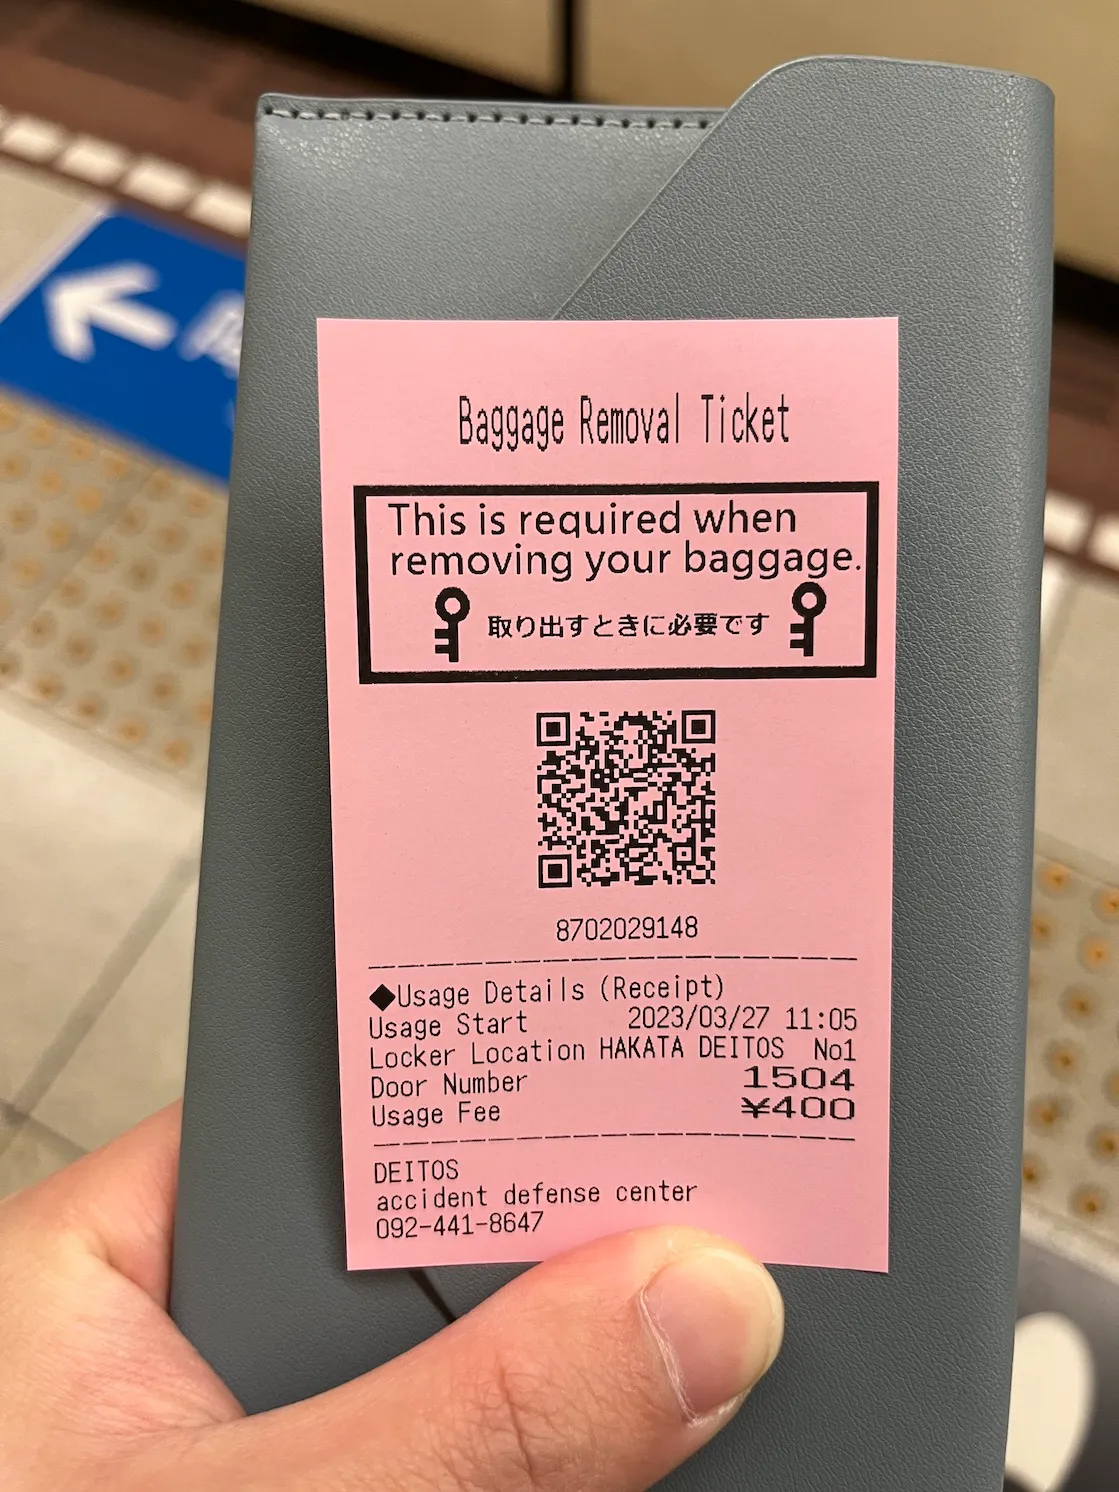 Baggage Removal Ticket
This is required when
removing your baggage.
取り出すときに必要です
8702029148
◆Usage Details (Receipt)
Usage Start 2023/03/27 11:05
Locker Location HAKATA DEITOS No1
Door Number 1504
Usage Fee ¥400
DEITOS
accident defense center
092-441-8647